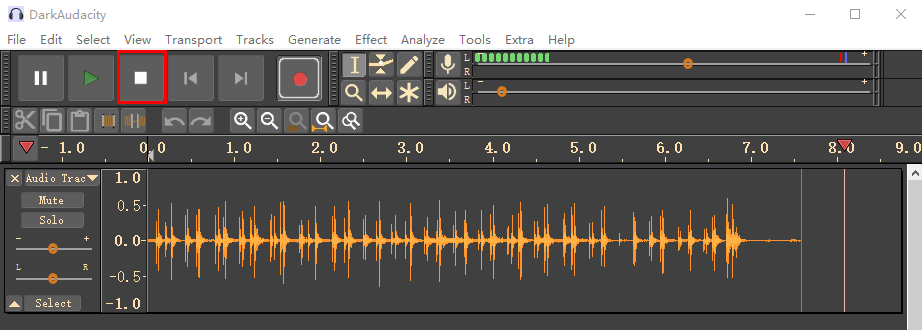 DarkAudacity
File Edit Select View Transport Tracks Generate Effect Analyze Tools Extra Help
L
R
- +
L
R
- 1.0 0.0 1.0 2.0 3.0 4.0 5.0 6.0 7.0 8.0 9.0
Audio Trac
Mute
Solo
- +
L R
Select
1.0
0.5
0.0
-0.5
-1.0